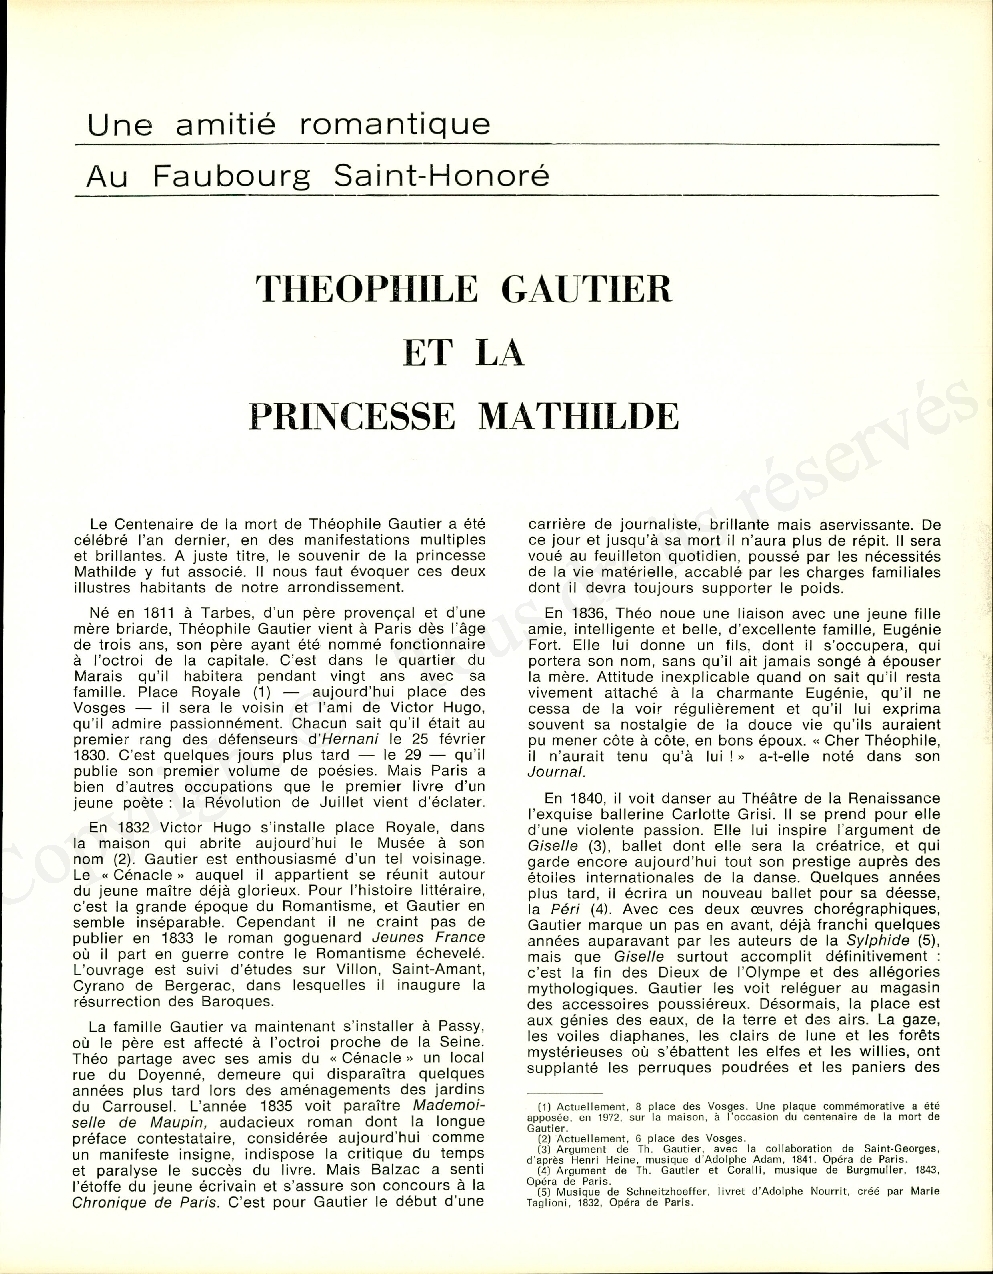 Une amitié romantique
Au Faubourg Saint-Honoré
THEOPHILE GAUTIER
ET LA
PRINCESSE MATHILDE
Le Centenaire de la mort de Théophile Gautier a été
célébré l'an dernier, en des manifestations multiples
et brillantes. A juste titre, le souvenir de la princesse
Mathilde y fut associé. Il nous faut évoquer ces deux
illustres habitants de notre arrondissement.
Né en 1811 à Tarbes, d'un père provençal et d'une
mère briarde, Théophile Gautier vient à Paris dès l'âge
de trois ans, son père ayant été nommé fonctionnaire
à l'octroi de la capitale. C'est dans le quartier du
Marais qu'il habitera pendant vingt ans avec sa
famille. Place Royale (1) — aujourd'hui place des
Vosges — il sera le voisin et l'ami de Victor Hugo,
qu'il admire passionnément. Chacun sait qu'il était au
premier rang des défenseurs d'Hernani le 25 février
1830. C'est quelques jours plus tard — le 29 — qu'il
publie son premier volume de poésies. Mais Paris a
bien d'autres occupations que le premier livre d'un
jeune poète : la Révolution de Juillet vient d'éclater.
En 1832 Victor Hugo s'installe place Royale, dans
la maison qui abrite aujourd'hui le Musée à son
nom (2). Gautier est enthousiasmé d'un tel voisinage.
Le « Cénacle » auquel il appartient se réunit autour
du jeune maître déjà glorieux. Pour l'histoire littéraire,
c'est la grande époque du Romantisme, et Gautier en
semble inséparable. Cependant il ne craint pas de
publier en 1833 le roman goguenard Jeunes France
où il part en guerre contre le Romantisme échevelé.
L'ouvrage est suivi d'études sur Villon, Saint-Amant,
Cyrano de Bergerac, dans lesquelles il inaugure la
résurrection des Baroques.
La famille Gautier va maintenant s'installer à Passy,
où le père est affecté à l'octroi proche de la Seine.
Théo partage avec ses amis du « Cénacle » un local
rue du Doyenné, demeure qui disparaîtra quelques
années plus tard lors des aménagements des jardins
du Carrousel. L'année 1835 voit paraître Mademoi-
selle de Maupin, audacieux roman dont la longue
préface contestataire, considérée aujourd'hui comme
un manifeste insigne, indispose la critique du temps
et paralyse le succès du livre. Mais Balzac a senti
l'étoffe du jeune écrivain et s'assure son concours à la
Chronique de Paris. C'est pour Gautier le début d'une
carrière de journaliste, brillante mais aservissante. De
ce jour et jusqu'à sa mort il n'aura plus de répit. Il sera
voué au feuilleton quotidien, poussé par les nécessités
de la vie matérielle, accablé par les charges familiales
dont il devra toujours supporter le poids.
En 1836, Théo noue une liaison avec une jeune fille
amie, intelligente et belle, d'excellente famille, Eugénie
Fort. Elle lui donne un fils, dont il s'occupera, qui
portera son nom, sans qu'il ait jamais songé à épouser
la mère. Attitude inexplicable quand on sait qu'il resta
vivement attaché à la charmante Eugénie, qu'il ne
cessa de la voir régulièrement et qu'il lui exprima
souvent sa nostalgie de la douce vie qu'ils auraient
pu mener côte à côte, en bons époux. « Cher Théophile,
il n'aurait tenu qu'à lui ! » a-t-elle noté dans son
Journal.
En 1840, il voit danser au Théâtre de la Renaissance
l'exquise ballerine Carlotte Grisi. Il se prend pour elle
d'une violente passion. Elle lui inspire l'argument de
Giselle (3), ballet dont elle sera la créatrice, et qui
garde encore aujourd'hui tout son prestige auprès des
étoiles internationales de la danse. Quelques années
plus tard, il écrira un nouveau ballet pour sa déesse,
la Péri (4). Avec ces deux œuvres chorégraphiques,
Gautier marque un pas en avant, déjà franchi quelques
années auparavant par les auteurs de la Sylphide (5),
mais que Giselle surtout accomplit définitivement :
c'est la fin des Dieux de l'Olympe et des allégories
mythologiques. Gautier les voit reléguer au magasin
des accessoires poussiéreux. Désormais, la place est
aux génies des eaux, de la terre et des airs. La gaze,
les voiles diaphanes, les clairs de lune et les forêts
mystérieuses où s'ébattent les elfes et les willies, ont
supplanté les perruques poudrées et les paniers des
(1) Actuellement, 8 place des Vosges. Une plaque commémorative a été
apposée, en 1972, sur la maison, à l'occasion du centenaire de la mort de
Gautier.
(2) Actuellement, 6 place des Vosges.
(3) Argument de Th. Gautier, avec la collaboration de Saint-Georges,
d'après Henri Heine, musique d'Adolphe Adam, 1841. Opéra de Paris.
(4) Argument de Th. Gautier et Coralli, musique de Burgmuller, 1843,
Opéra de Paris.
(5) Musique de Schneitzhoeffer, livret d'Adolphe Nourrit, créé par Marie
Taglioni, 1832, Opéra de Paris.